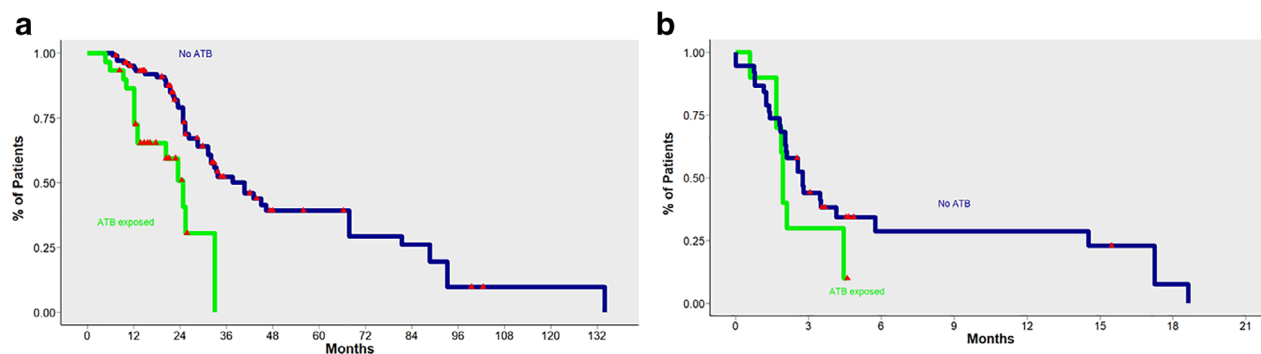 a
% of Patients
1.00
0.75
0.50
0.25
0.00
No ATB
ATB exposed
0 12 24 36 48 60 72 84 96 108 120 132
Months
b
% of Patients
1.00
0.75
0.50
0.25
0.00
No ATB
ATB exposed
0 3 6 9 12 15 18 21
Months